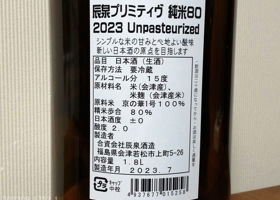 辰泉プリミティヴ 純米80
2023 Unpasteurized
シンプルな米の甘みと心地よい酸味
新しい日本酒の原点を目指します
品目 日本酒（生酒）
保存方法 要冷蔵
アルコール分 15度
原材料 米（会津産）、
米麹（会津産米）
原料米 京の華1号100%
精米歩合 80%
日本酒度 ±0
酸度 2.0
製造者
合資会社辰泉酒造
福島県会津若松市上町5-26
内容量 1.8L
製造年月 2023.7
4937677015258
キャップ
中栓